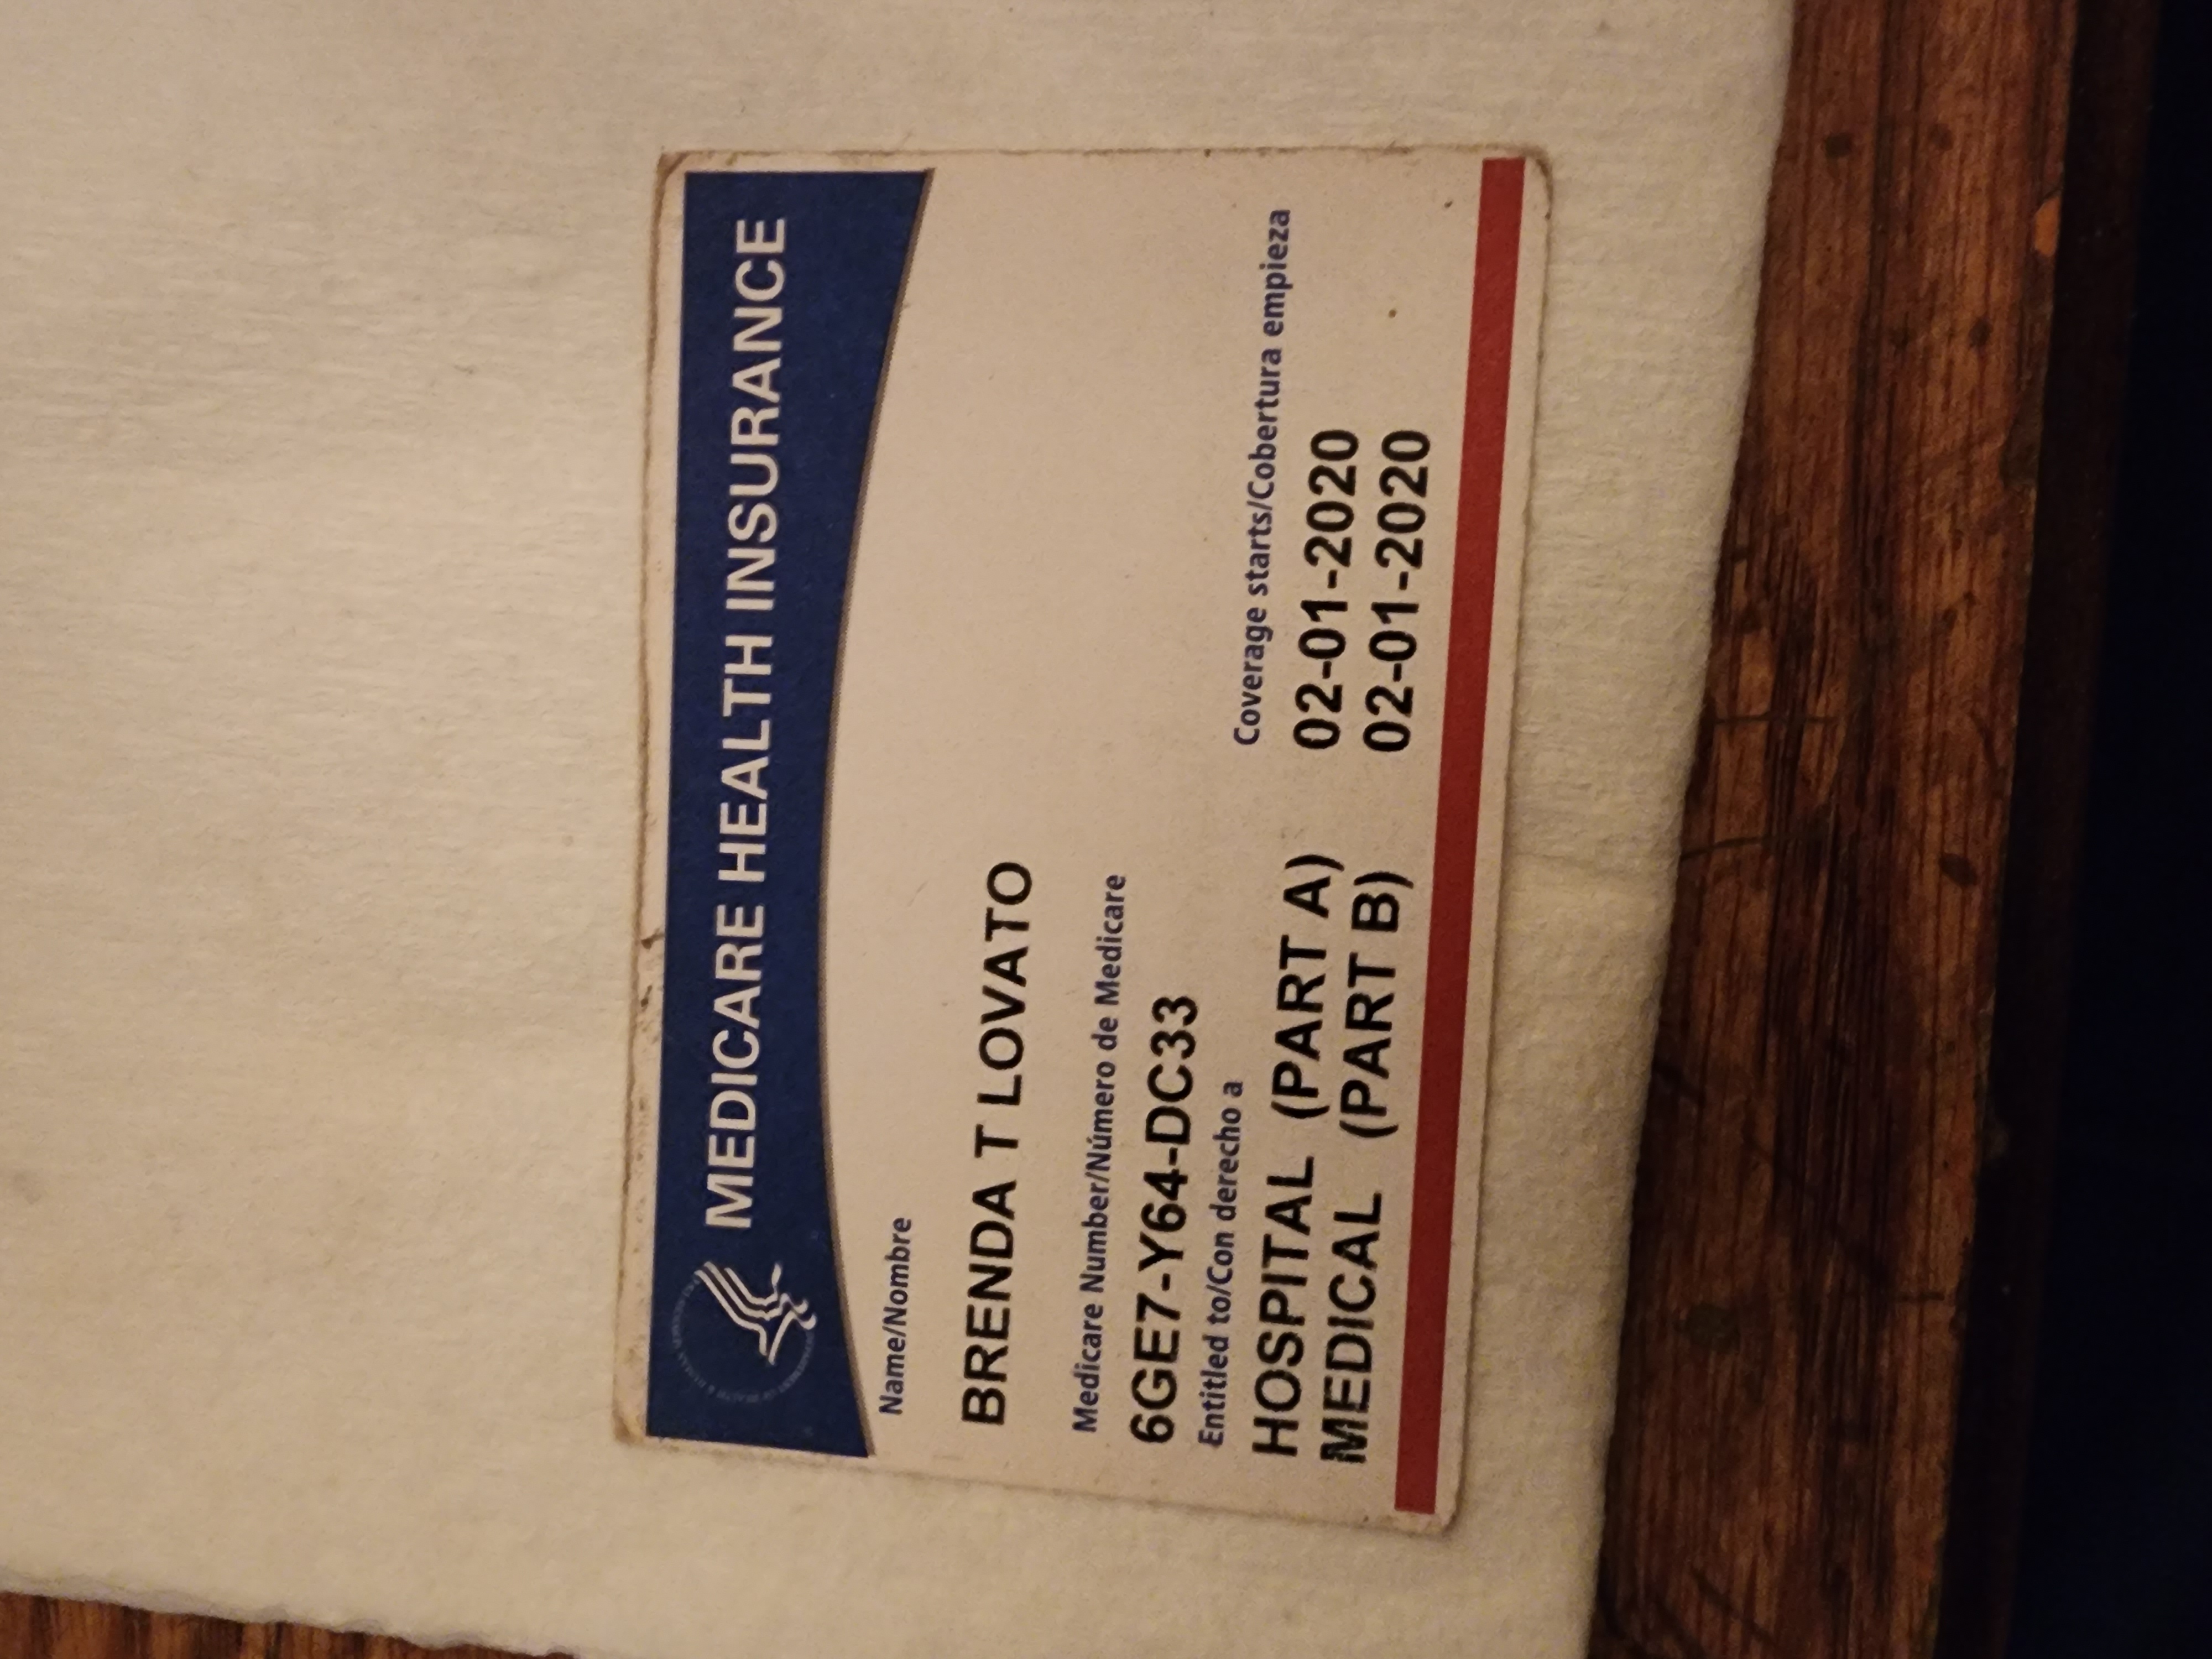 MEDICARE HEALTH INSURANCE
Name/Nombre
BRENDA T LOVATO
Medicare Number/Número de Medicare
6GE7-Y64-DC33
Entitled to/Con derecho a
Coverage starts/Cobertura empieza
HOSPITAL (PART A) 02-01-2020
MEDICAL (PART B) 02-01-2020